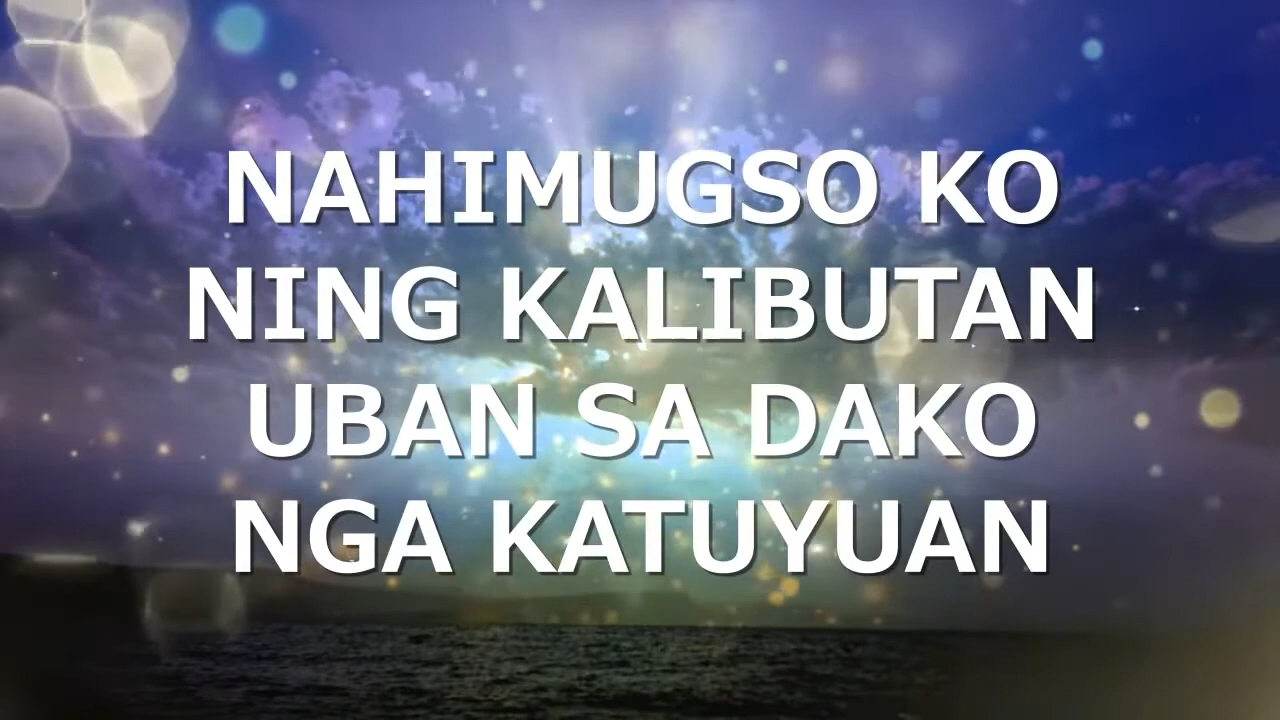 NAHIMUGSO KO
NING KALIBUTAN
UBAN SA DAKO
NGA KATUYUAN